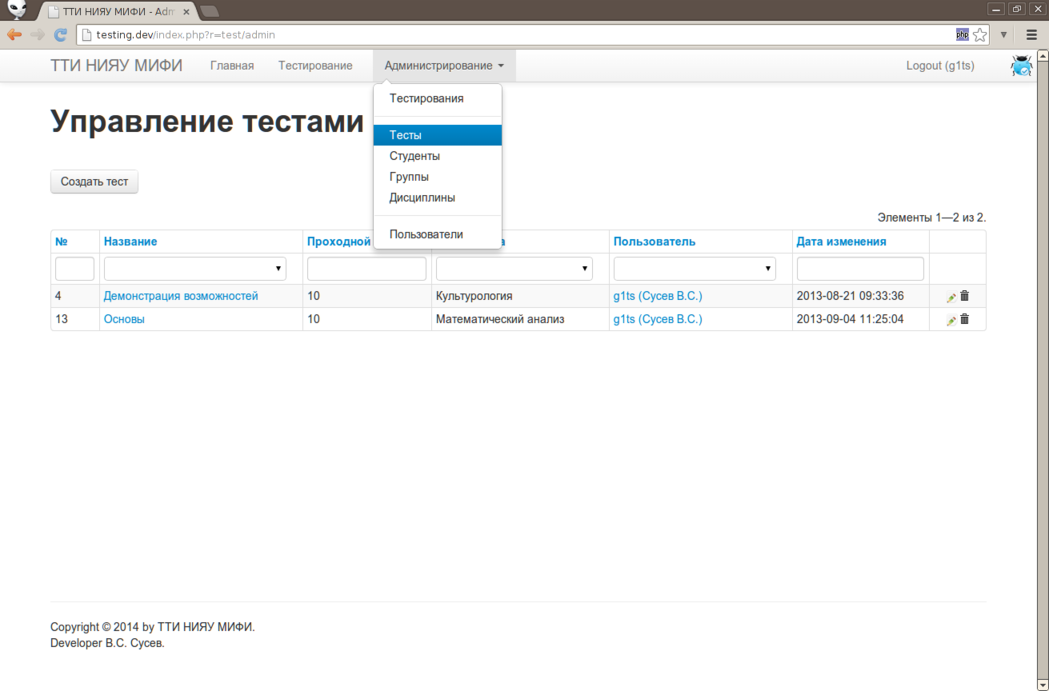 ТТИ НИЯУ МИФИ - Adm
testing.dev/index.php?r=test/admin
php
ТТИ НИЯУ МИФИ Главная Тестирование Администрирование Logout (g1ts)
Тестирования
Тесты
Студенты
Группы
Дисциплины
Пользователи
Управление тестами
Создать тест
Элементы 1—2 из 2.
№ Название Проходной Пользователь Дата изменения
4 Демонстрация возможностей 10 Культурология g1ts (Сусев В.С.) 2013-08-21 09:33:36
13 Основы 10 Математический анализ g1ts (Сусев В.С.) 2013-09-04 11:25:04
Copyright © 2014 by ТТИ НИЯУ МИФИ.
Developer В.С. Сусев.